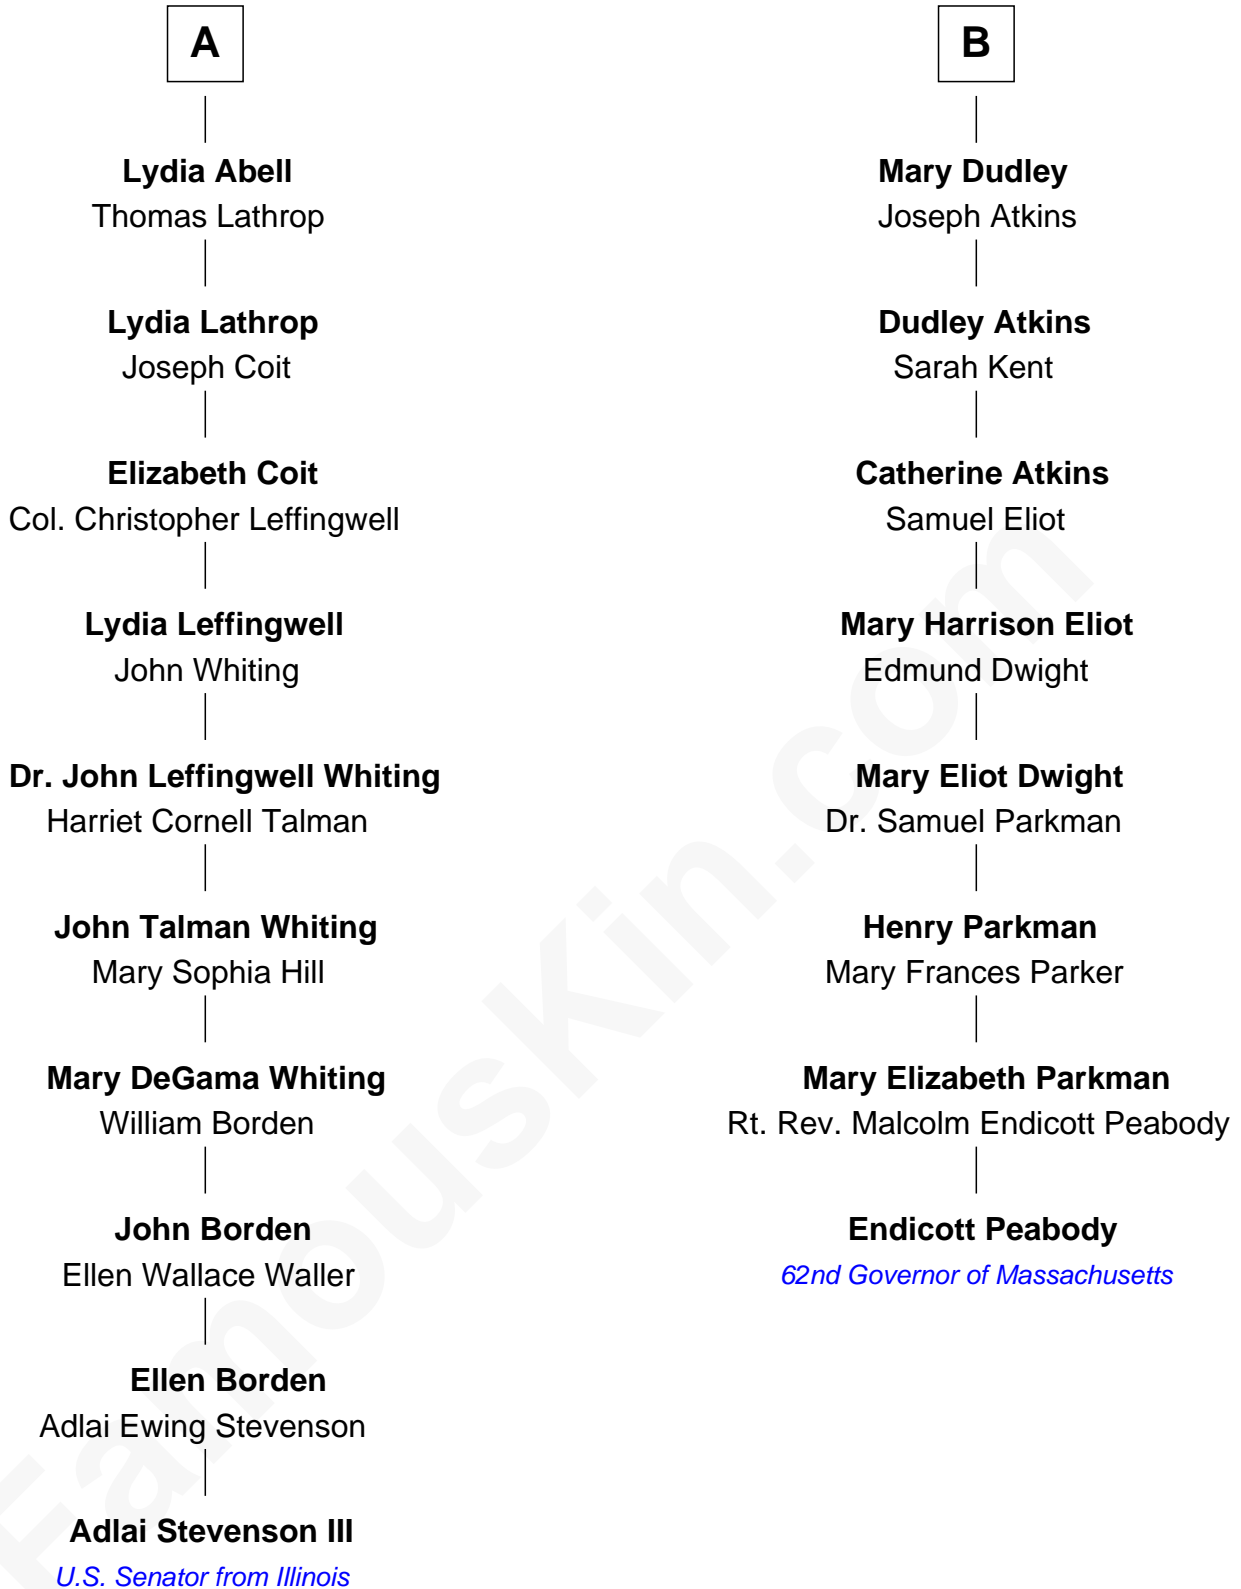 A
Lydia Abell
Thomas Lathrop
Lydia Lathrop
Joseph Coit
Elizabeth Coit
Col. Christopher Leffingwell
Lydia Leffingwell
John Whiting
Dr. John Leffingwell Whiting
Harriet Cornell Talman
John Talman Whiting
Mary Sophia Hill
Mary DeGama Whiting
William Borden
John Borden
Ellen Wallace Waller
Ellen Borden
Adlai Ewing Stevenson
Adlai Stevenson III
U.S. Senator from Illinois
B
Mary Dudley
Joseph Atkins
Dudley Atkins
Sarah Kent
Catherine Atkins
Samuel Eliot
Mary Harrison Eliot
Edmund Dwight
Mary Eliot Dwight
Dr. Samuel Parkman
Henry Parkman
Mary Frances Parker
Mary Elizabeth Parkman
Rt. Rev. Malcolm Endicott Peabody
Endicott Peabody
62nd Governor of Massachusetts
FamousKin.com